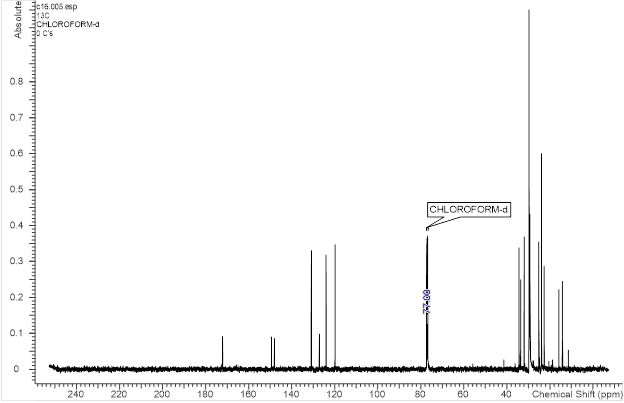 c16.005.esp
13C
CHLOROFORM-d
0 C's
Absolute
0.8
0.7
0.6
0.5
0.4
0.3
0.2
0.1
0
CHLOROFORM-d
77.00
240 220 200 180 160 140 120 100 80 60 40 20 Chemical Shift (ppm)